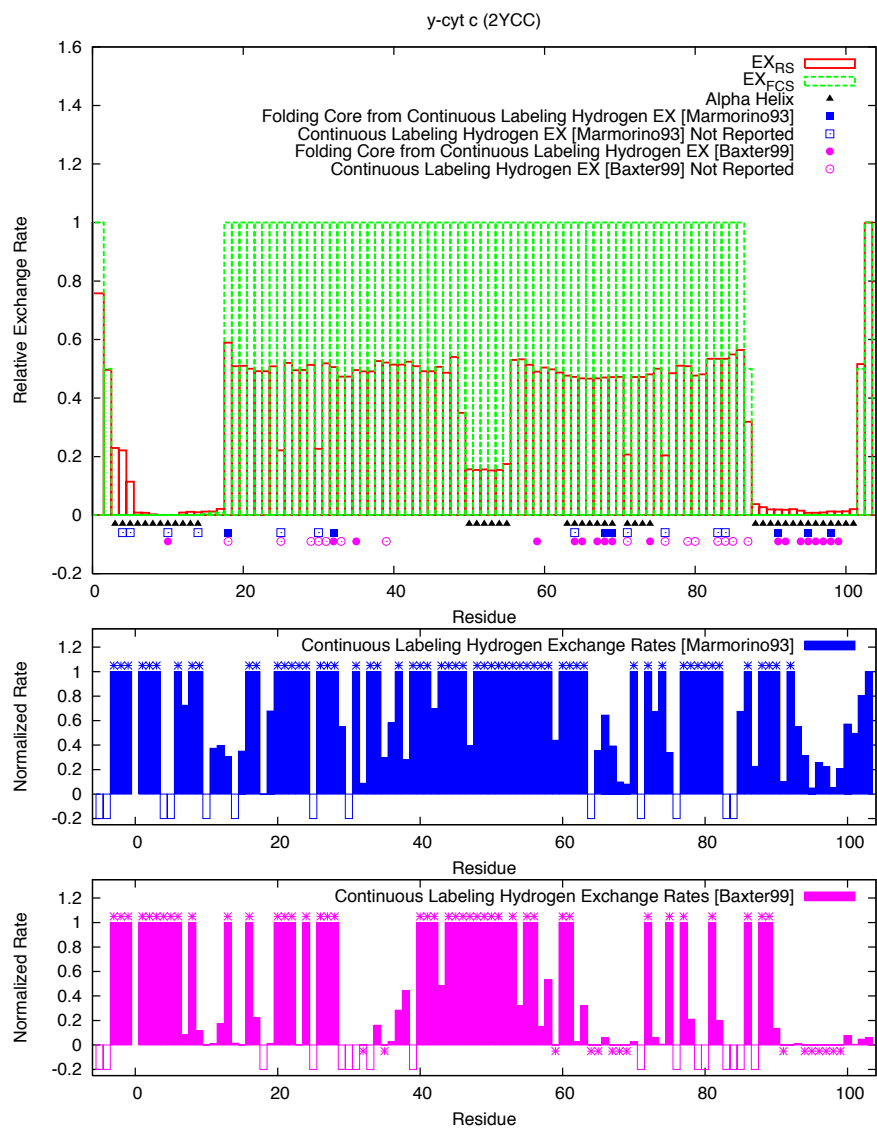 y-cyt c (2YCC)
1.6
1.4
1.2
1
0.8
0.6
0.4
0.2
0
-0.2
Relative Exchange Rate
EX_RS
EX_FCS
Alpha Helix
Folding Core from Continuous Labeling Hydrogen EX [Marmorino93]
Continuous Labeling Hydrogen EX [Marmorino93] Not Reported
Folding Core from Continuous Labeling Hydrogen EX [Baxter99]
Continuous Labeling Hydrogen EX [Baxter99] Not Reported
0 20 40 60 80 100
Residue
1.2
1
0.8
0.6
0.4
0.2
0
-0.2
Normalized Rate
Continuous Labeling Hydrogen Exchange Rates [Marmorino93]
0 20 40 60 80 100
Residue
1.2
1
0.8
0.6
0.4
0.2
0
-0.2
Normalized Rate
Continuous Labeling Hydrogen Exchange Rates [Baxter99]
0 20 40 60 80 100
Residue